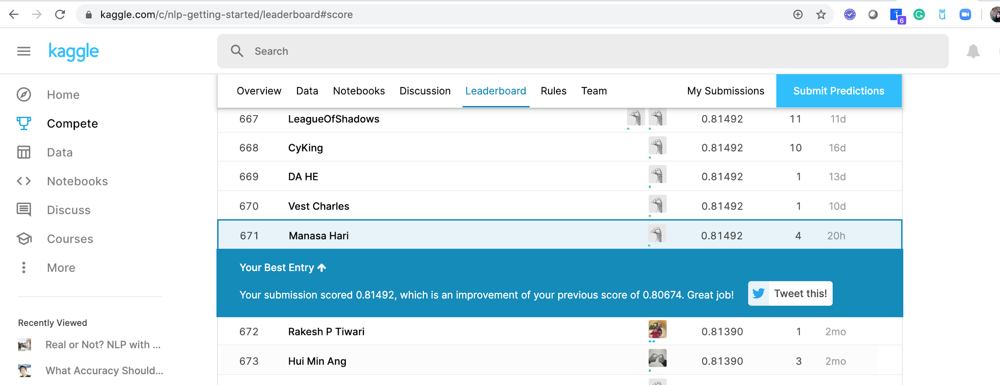 kaggle.com/c/nlp-getting-started/leaderboard#score
6
kaggle
Search
Home
Compete
Data
Notebooks
Discuss
Courses
More
Recently Viewed
Real or Not? NLP with ...
What Accuracy Should...
Overview Data Notebooks Discussion Leaderboard Rules Team My Submissions Submit Predictions
667 LeagueOfShadows 0.81492 11 11d
668 CyKing 0.81492 10 16d
669 DA HE 0.81492 1 13d
670 Vest Charles 0.81492 1 10d
671 Manasa Hari 0.81492 4 20h
Your Best Entry
Your submission scored 0.81492, which is an improvement of your previous score of 0.80674. Great job! Tweet this!
672 Rakesh P Tiwari 0.81390 1 2mo
673 Hui Min Ang 0.81390 3 2mo